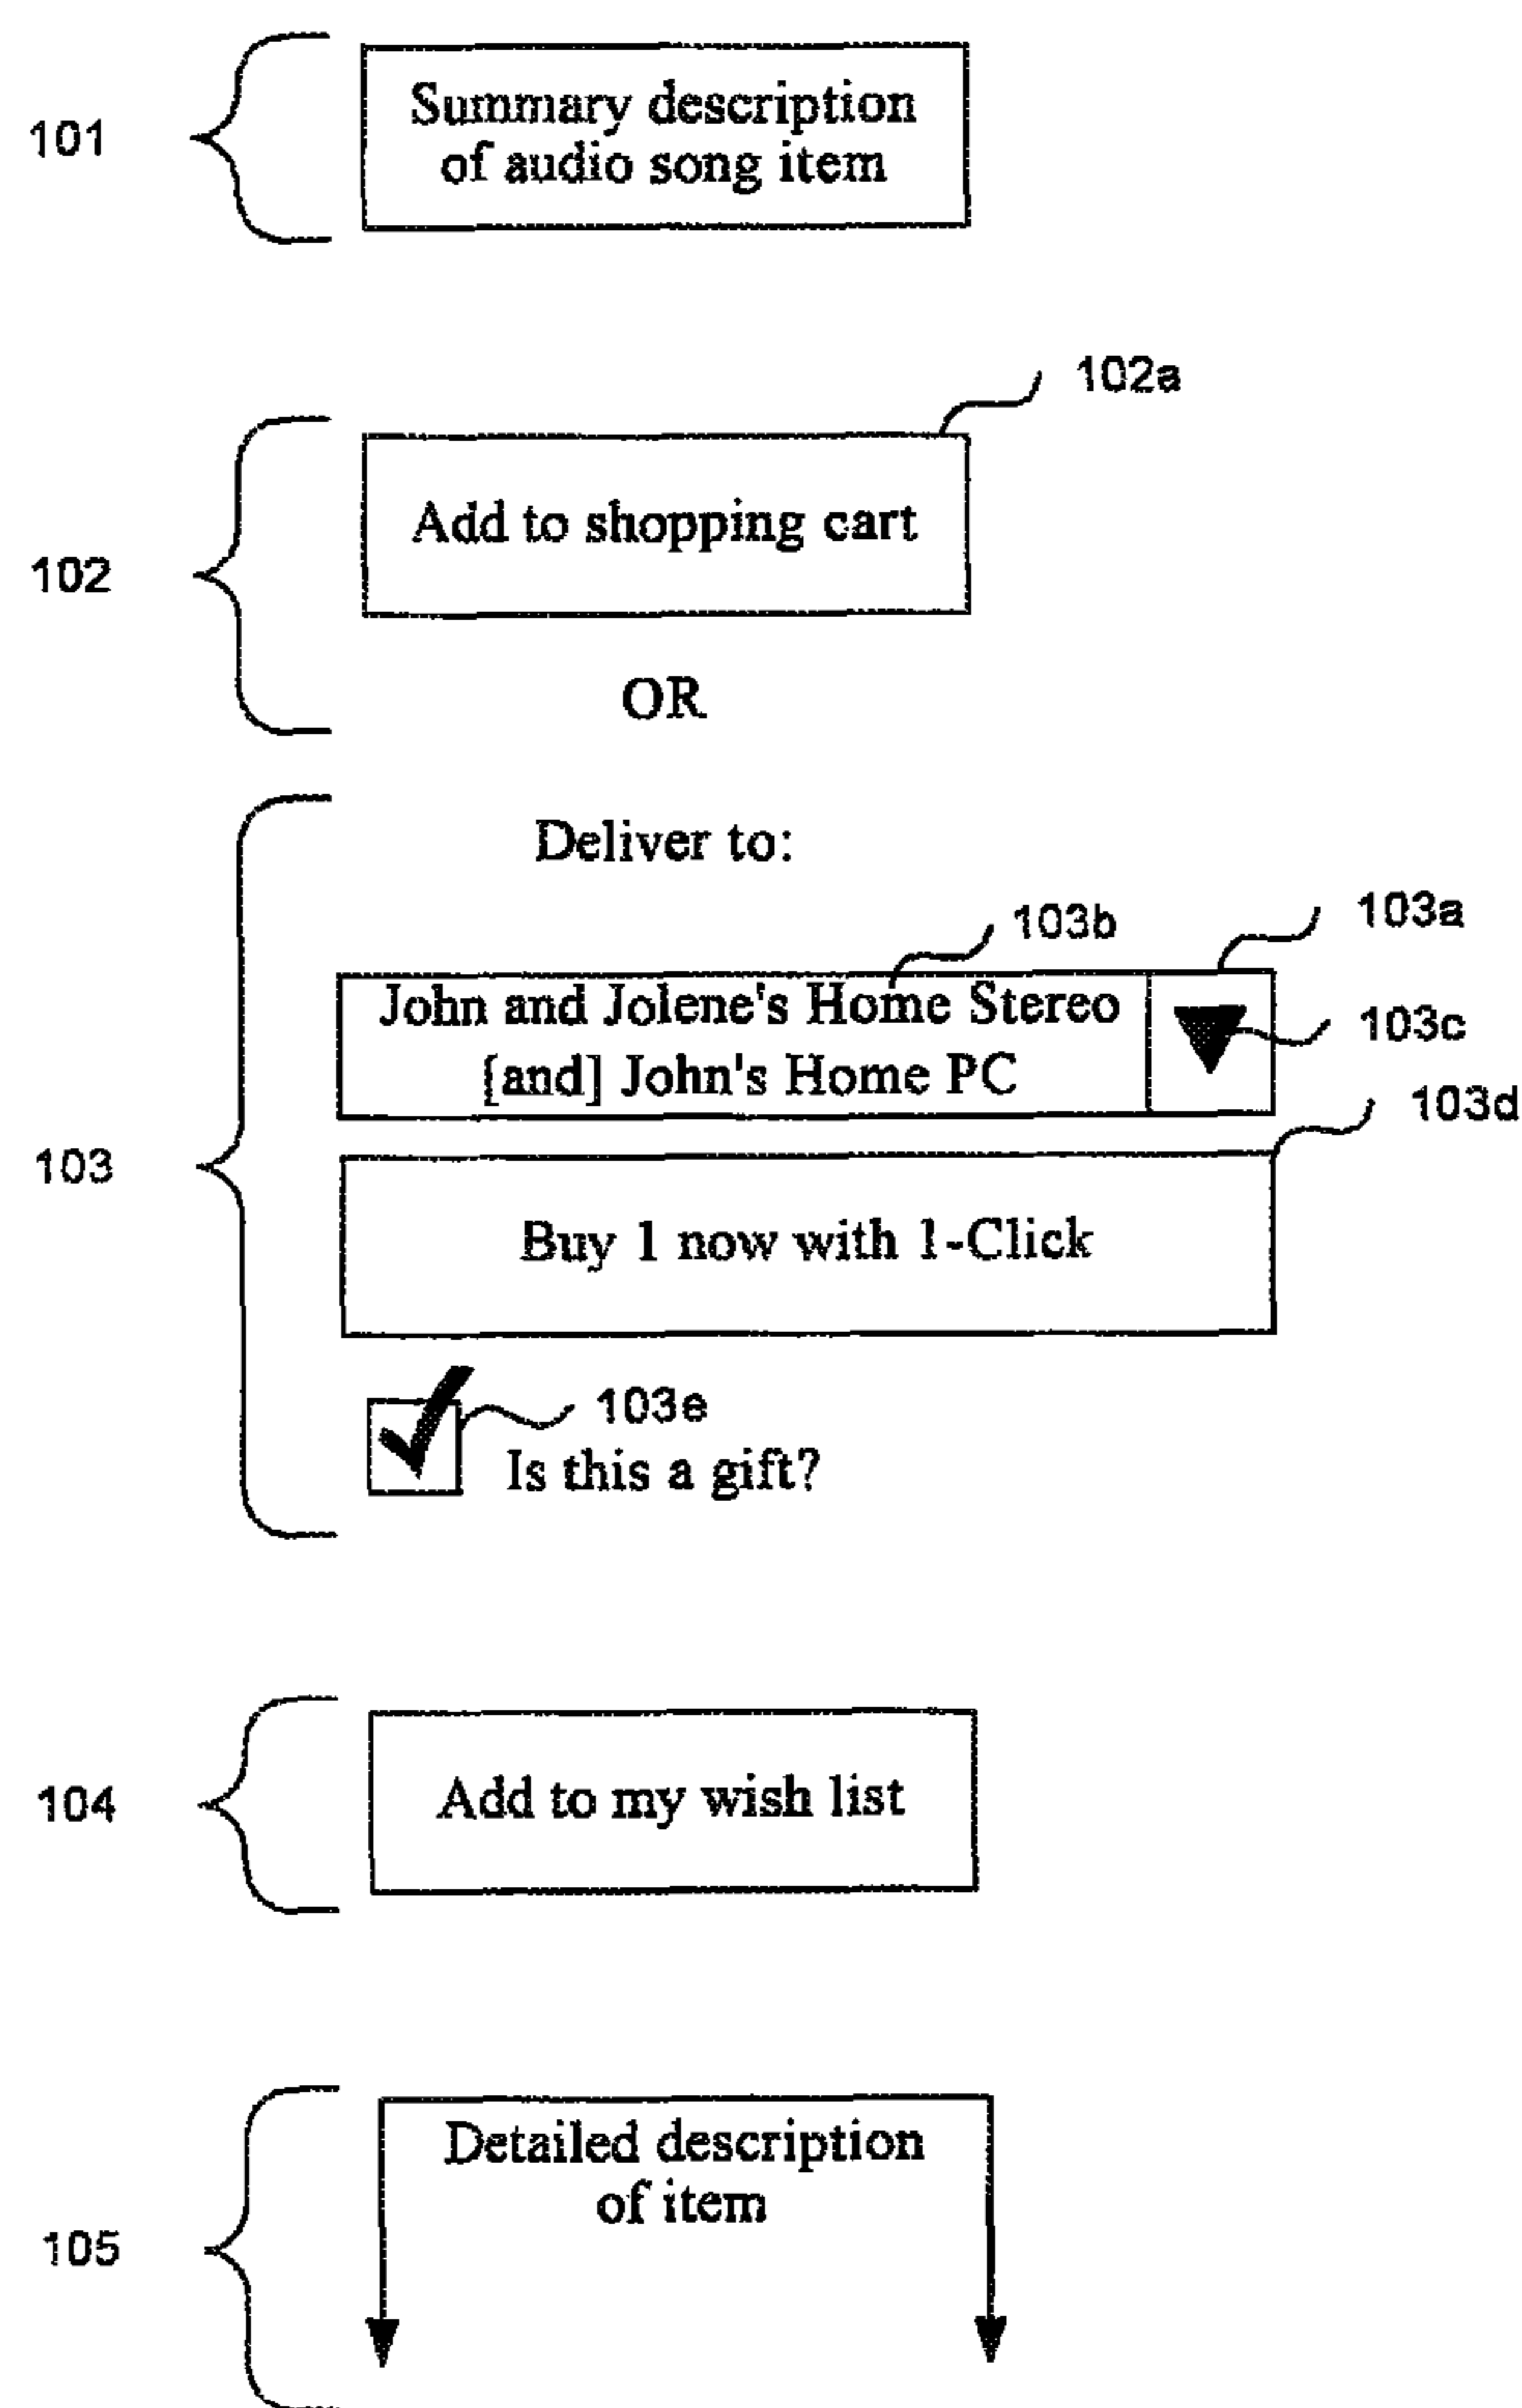 101
Summary description
of audio song item
102a
102
Add to shopping cart
OR
Deliver to:
103b
103a
John and Jolene's Home Stereo
103c
[and] John's Home PC
103d
103
Buy 1 now with 1-Click
103e
Is this a gift?
104
Add to my wish list
Detailed description
of item
105